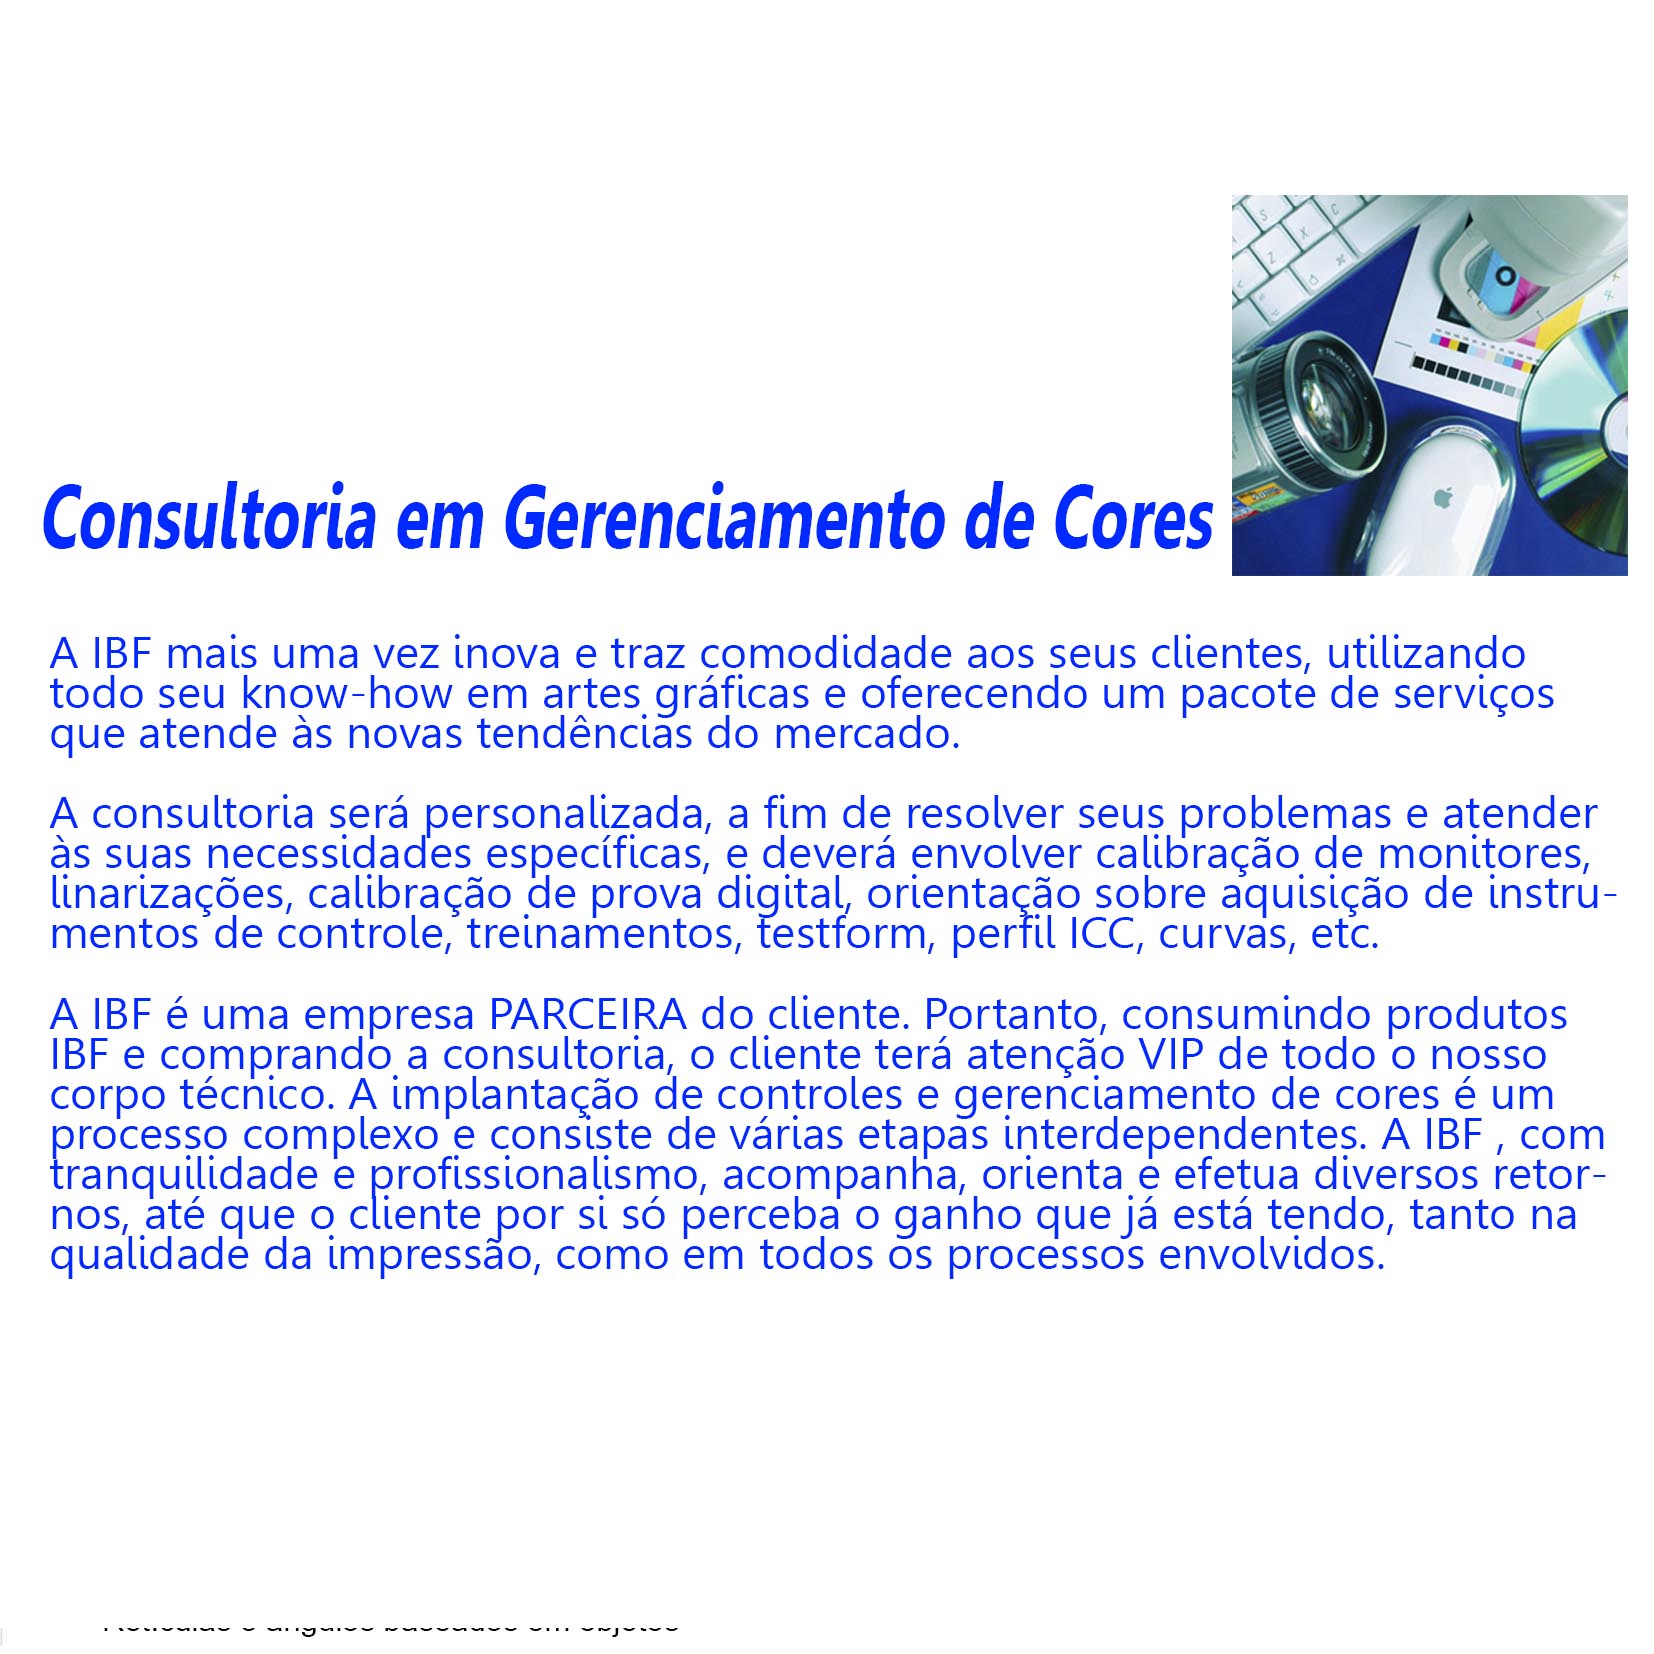 Consultoria em Gerenciamento de Cores
A IBF mais uma vez inova e traz comodidade aos seus clientes, utilizando
todo seu know-how em artes gráficas e oferecendo um pacote de serviços
que atende às novas tendências do mercado.
A consultoria será personalizada, a fim de resolver seus problemas e atender
às suas necessidades específicas, e deverá envolver calibração de monitores,
linarizações, calibração de prova digital, orientação sobre aquisição de instru-
mentos de controle, treinamentos, testform, perfil ICC, curvas, etc.
A IBF é uma empresa PARCEIRA do cliente. Portanto, consumindo produtos
IBF e comprando a consultoria, o cliente terá atenção VIP de todo o nosso
corpo técnico. A implantação de controles e gerenciamento de cores é um
processo complexo e consiste de várias etapas interdependentes. A IBF , com
tranquilidade e profissionalismo, acompanha, orienta e efetua diversos retor-
nos, até que o cliente por si só perceba o ganho que já está tendo, tanto na
qualidade da impressão, como em todos os processos envolvidos.